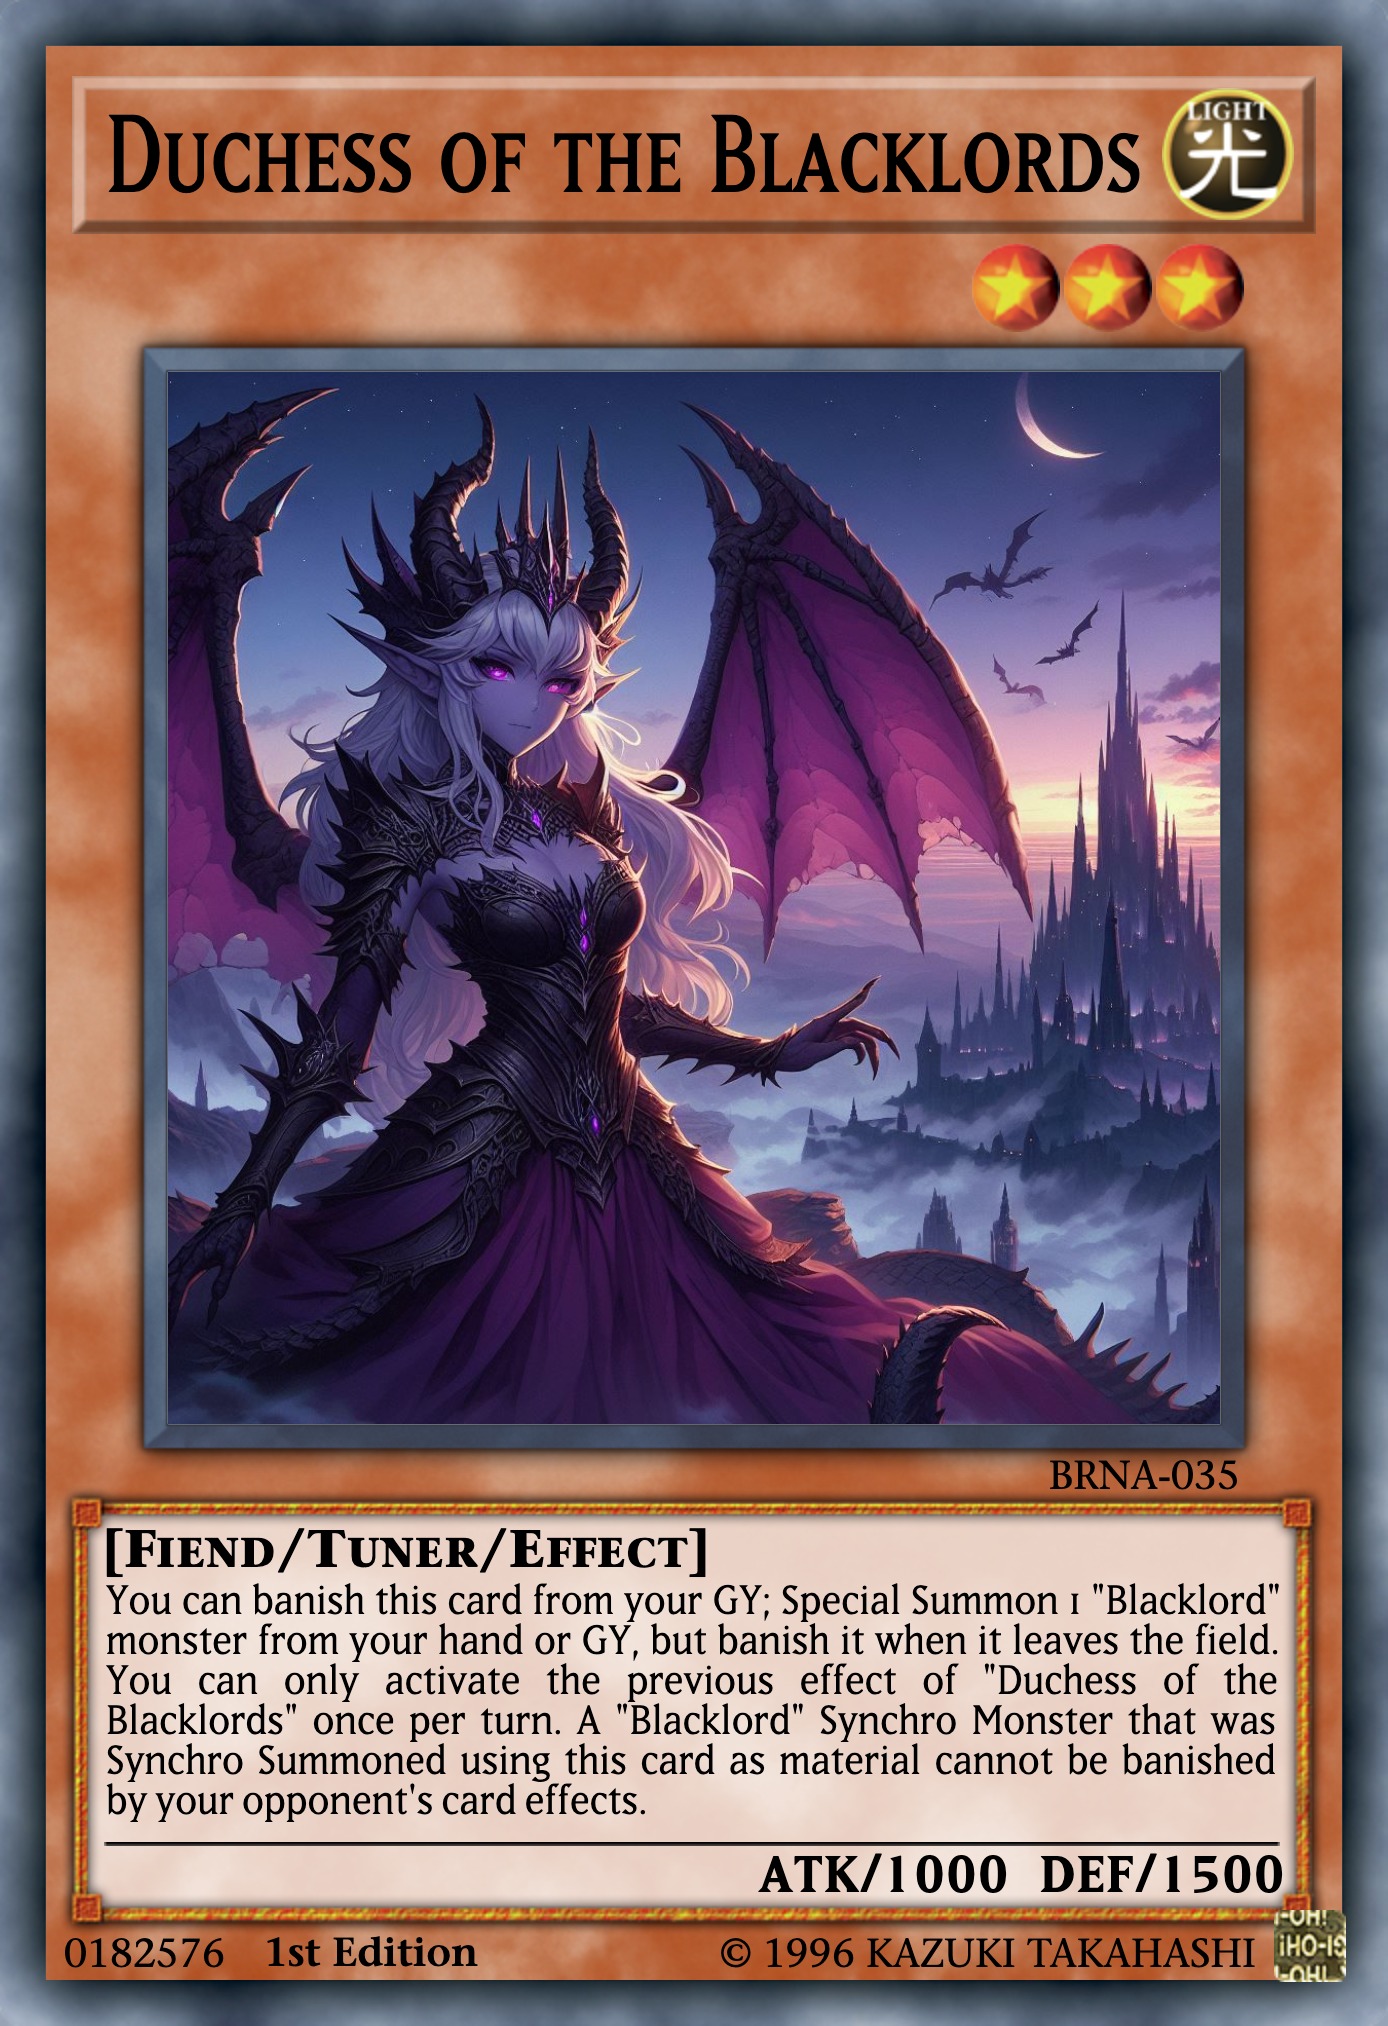 DUCHESS OF THE BLACKLORDS
LIGHT
光
BRNA-035
[FIEND/TUNER/EFFECT]
You can banish this card from your GY; Special Summon 1 "Blacklord"
monster from your hand or GY, but banish it when it leaves the field.
You can only activate the previous effect of "Duchess of the
Blacklords" once per turn. A "Blacklord" Synchro Monster that was
Synchro Summoned using this card as material cannot be banished
by your opponent's card effects.
ATK/1000 DEF/1500
0182576 1st Edition © 1996 KAZUKI TAKAHASHI